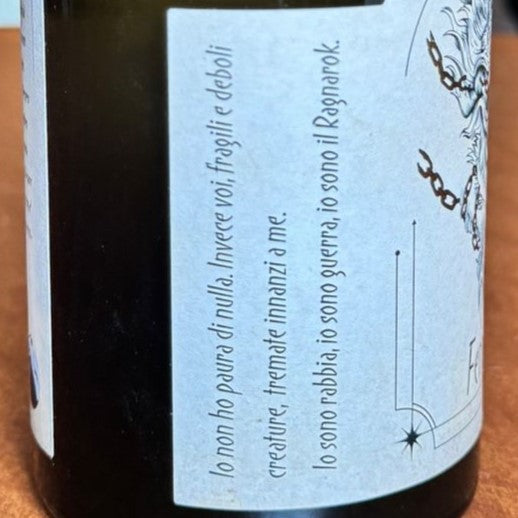 Io non ho paura di nulla. Invece voi, fragili e deboli
creature, tremate innanzi a me.
Io sono rabbia, io sono guerra, io sono il Ragnarok.